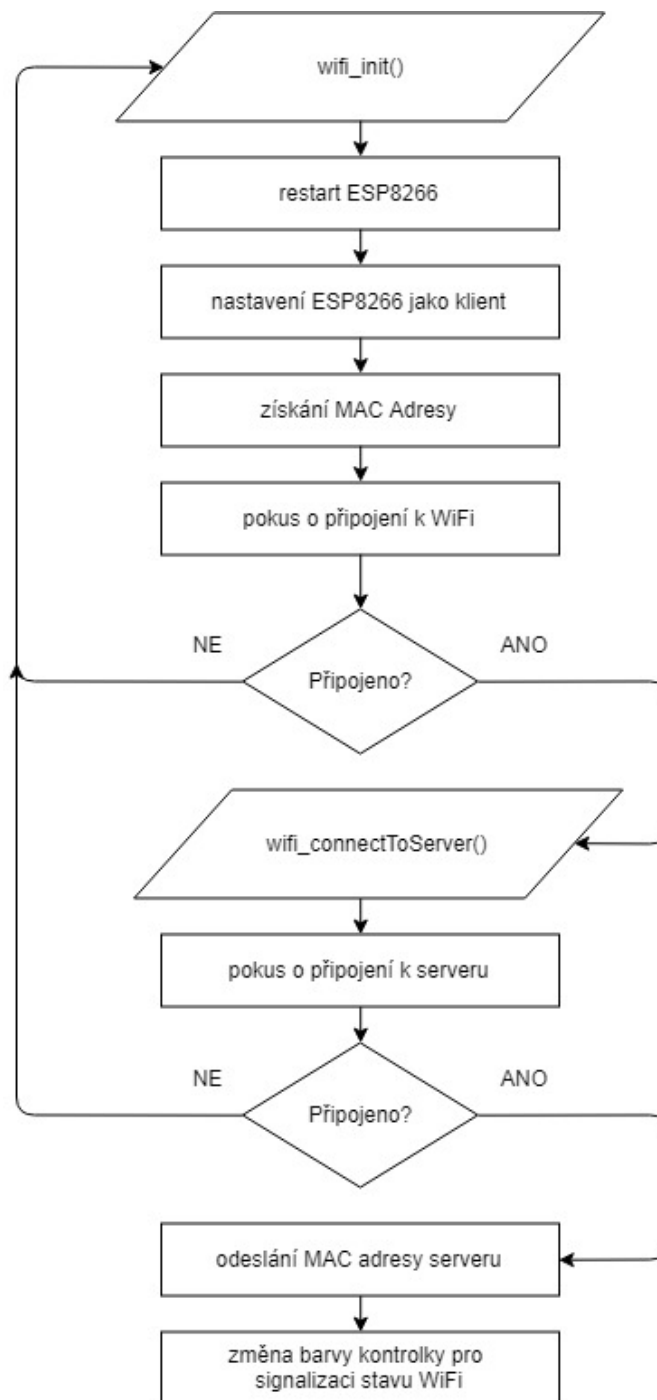 wifi_init()
restart ESP8266
nastavení ESP8266 jako klient
získání MAC Adresy
pokus o připojení k WiFi
NE
ANO
Připojeno?
wifi_connectToServer()
pokus o připojení k serveru
NE
ANO
Připojeno?
odeslání MAC adresy serveru
změna barvy kontrolky pro
signalizaci stavu WiFi